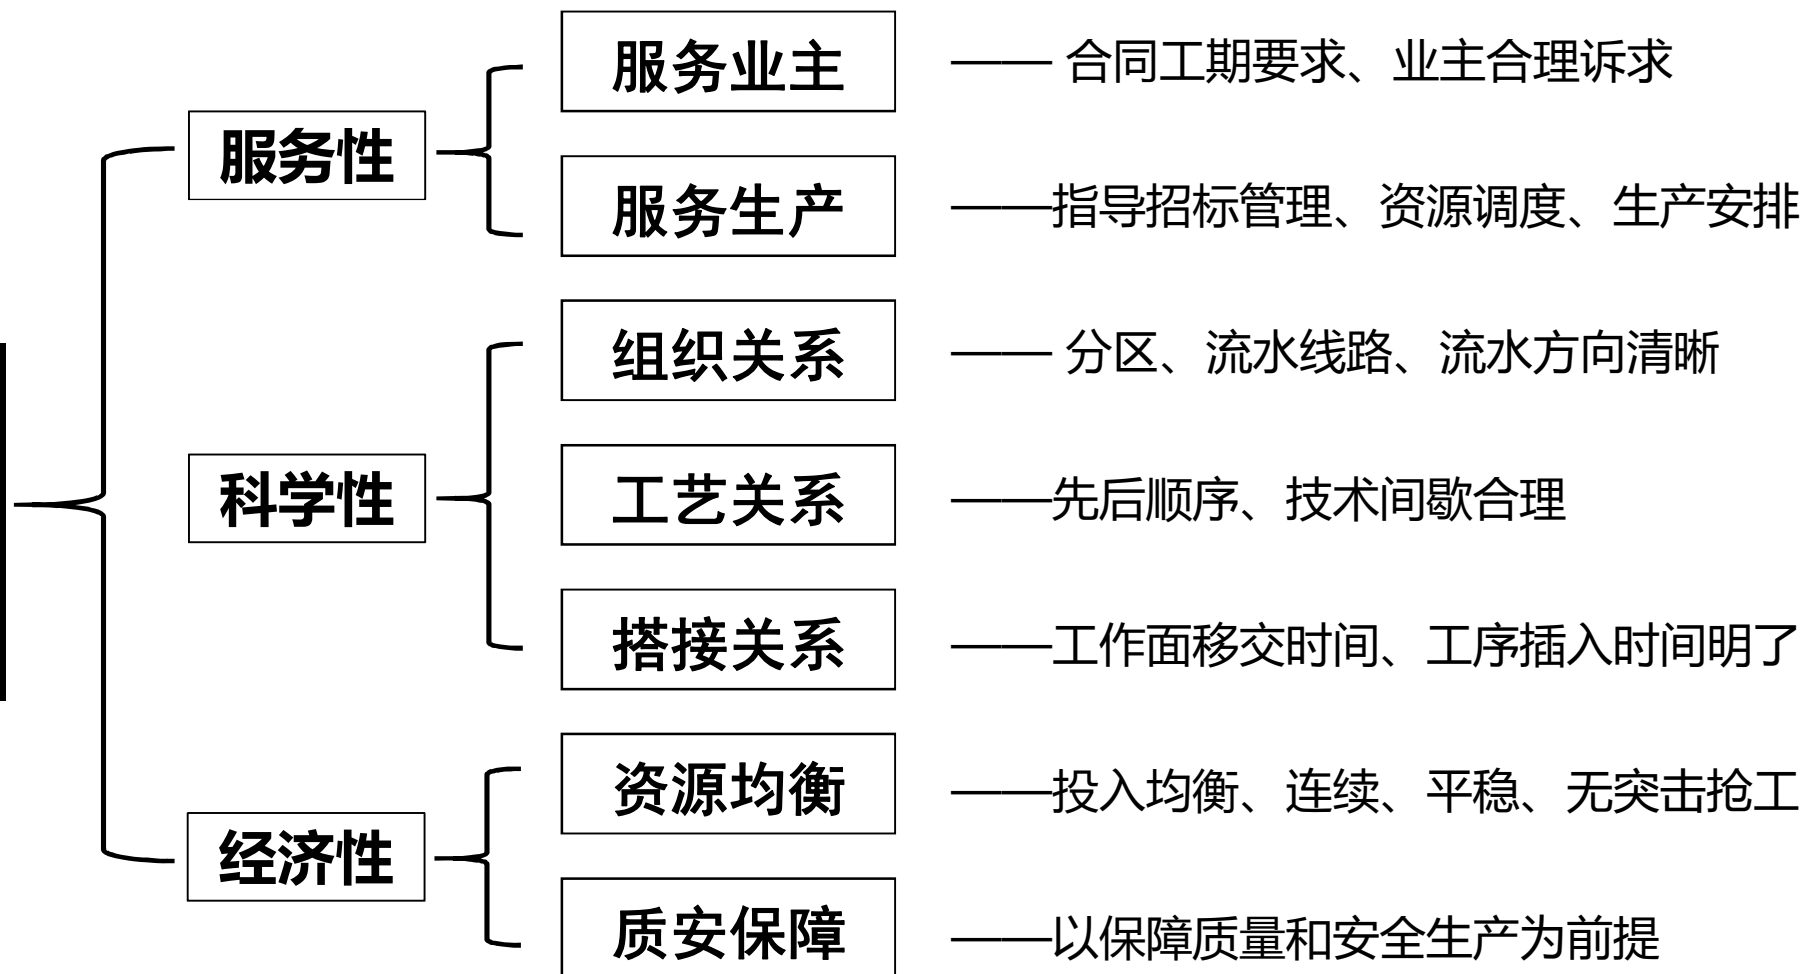 服务性
服务业主
—— 合同工期要求、业主合理诉求
服务生产
——指导招标管理、资源调度、生产安排
科学性
组织关系
—— 分区、流水线路、流水方向清晰
工艺关系
——先后顺序、技术间歇合理
搭接关系
——工作面移交时间、工序插入时间明了
经济性
资源均衡
——投入均衡、连续、平稳、无突击抢工
质安保障
——以保障质量和安全生产为前提